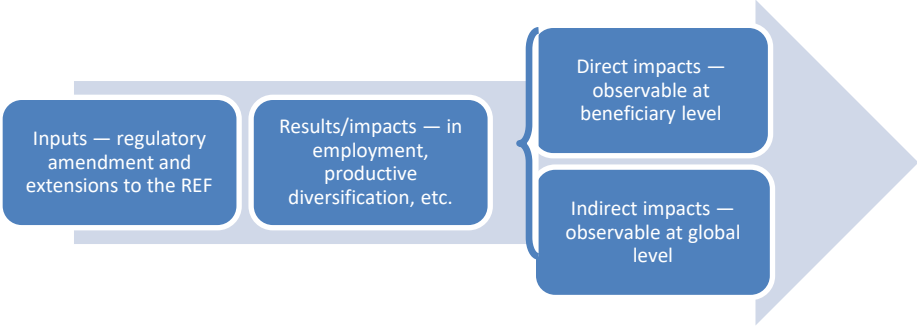 Inputs — regulatory
amendment and
extensions to the REF
Results/impacts — in
employment,
productive
diversification, etc.
Direct impacts —
observable at
beneficiary level
Indirect impacts —
observable at global
level